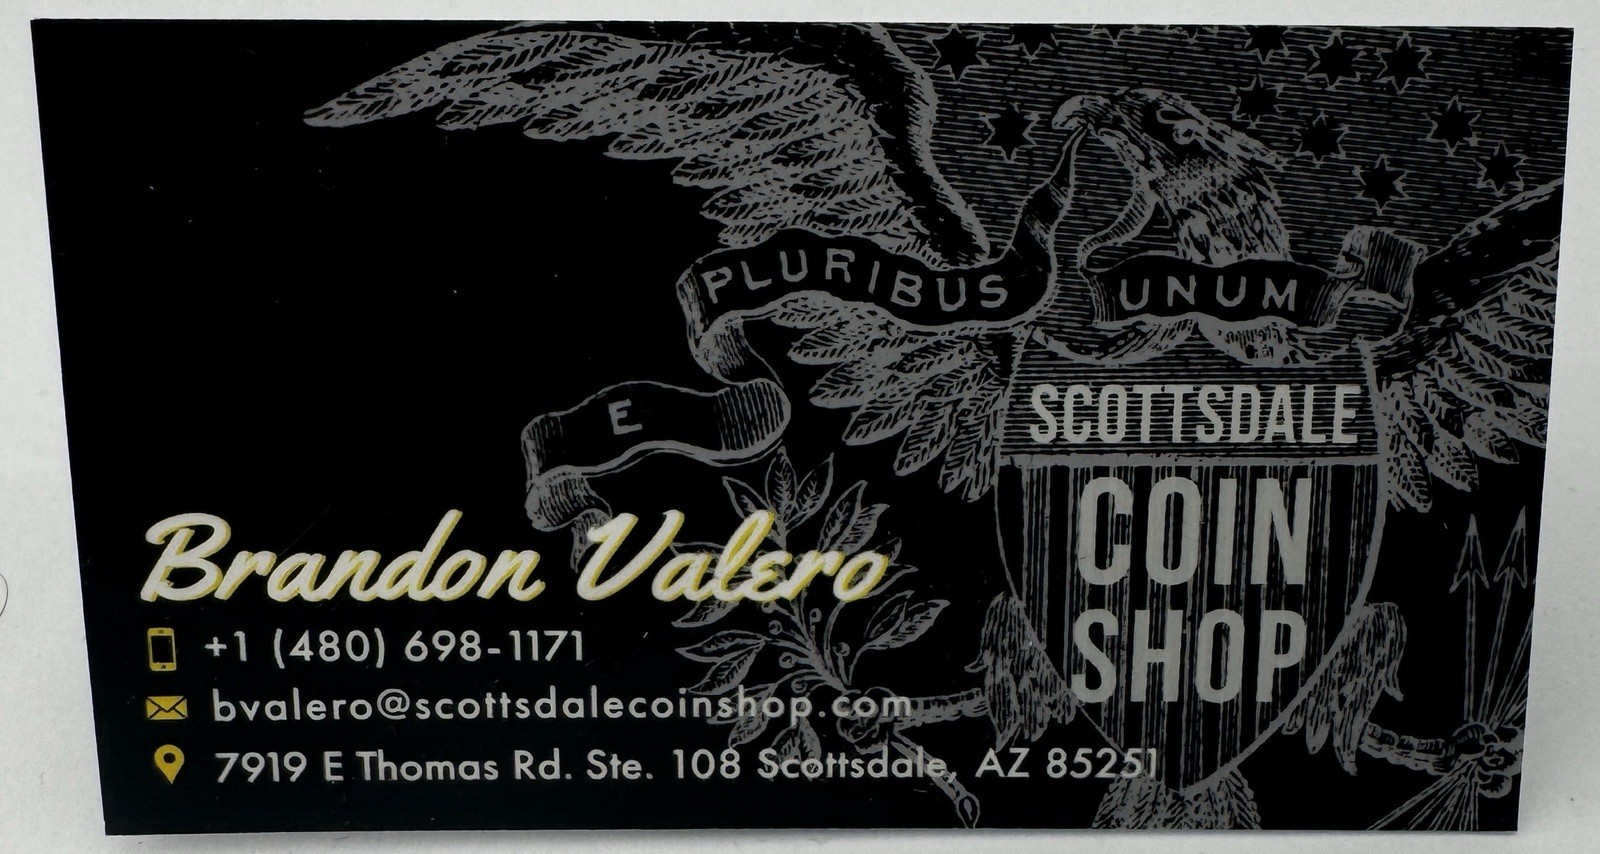 E PLURIBUS UNUM
SCOTTSDALE
COIN
SHOP
Brandon Valero
+1 (480) 698-1171
bvalero@scottsdalecoinshop.com
7919 E Thomas Rd. Ste. 108 Scottsdale, AZ 85251